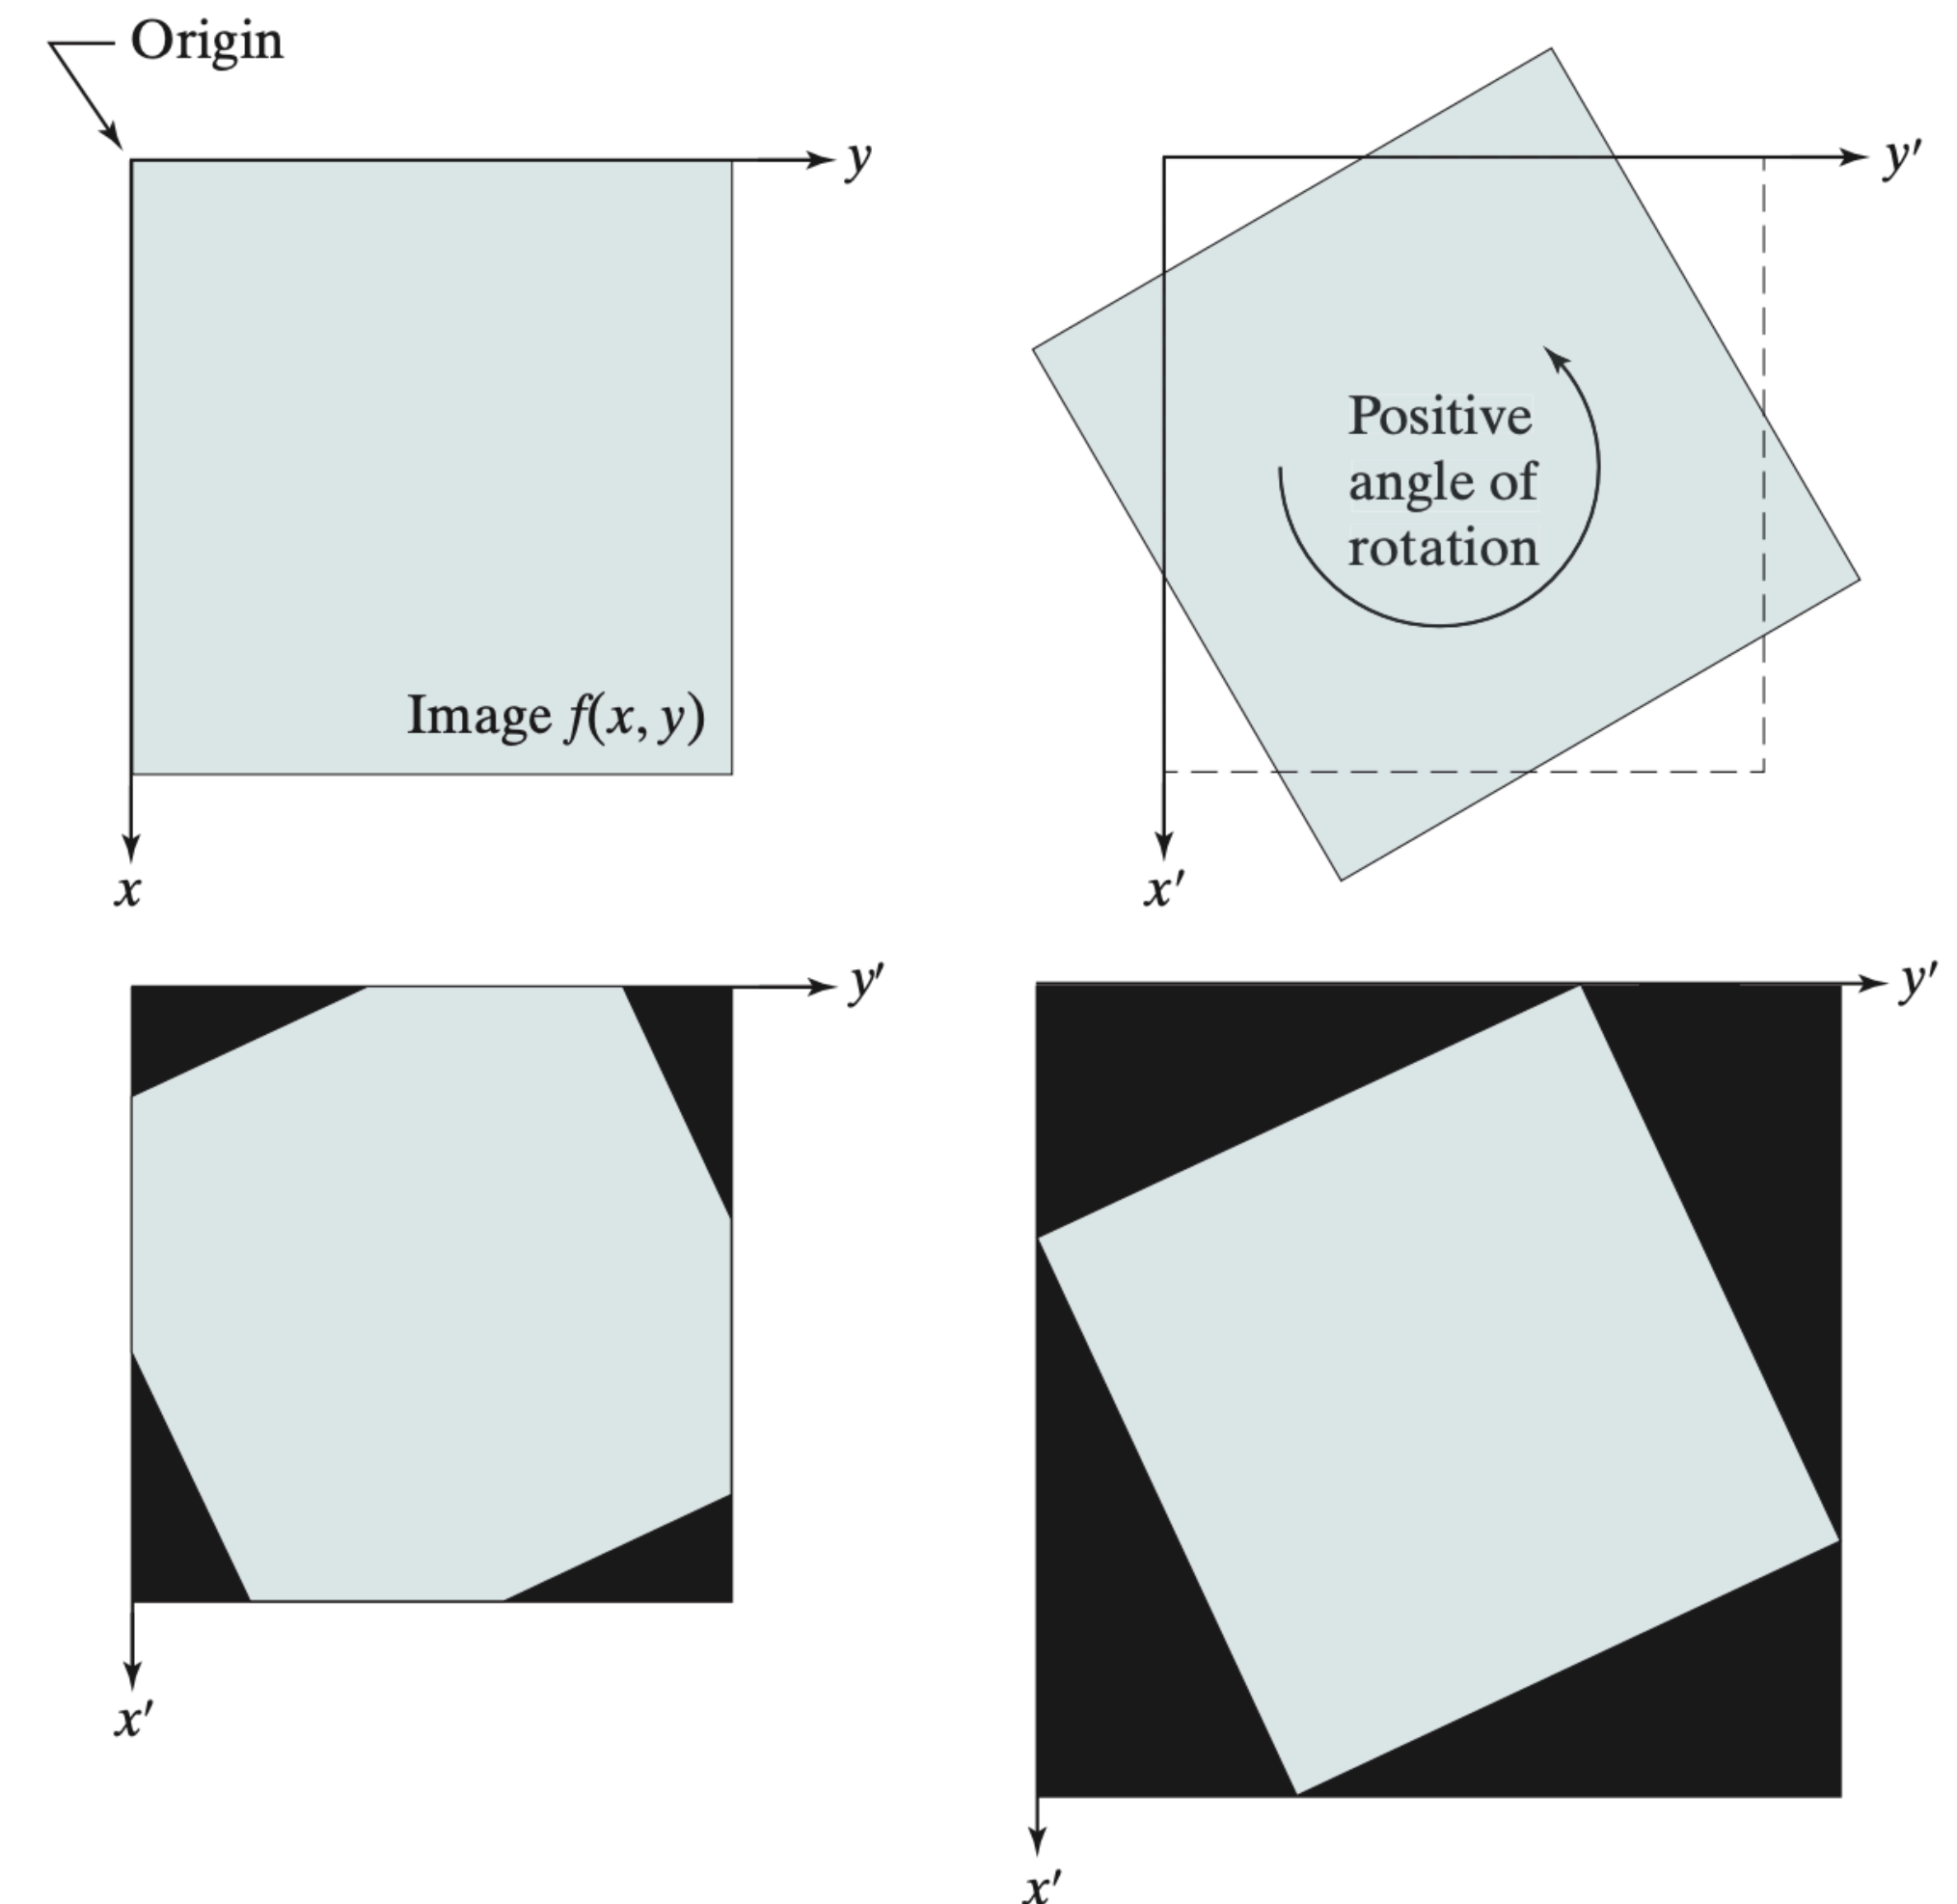 Origin
y
Image f(x, y)
x
y′
Positive
angle of
rotation
x′
y′
x′
y′
x′